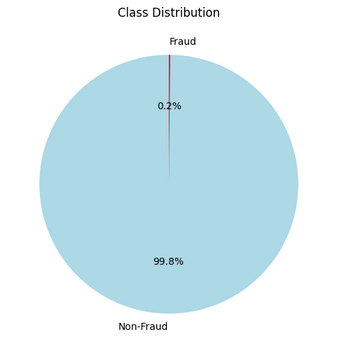 Class Distribution
Fraud
0.2%
99.8%
Non-Fraud